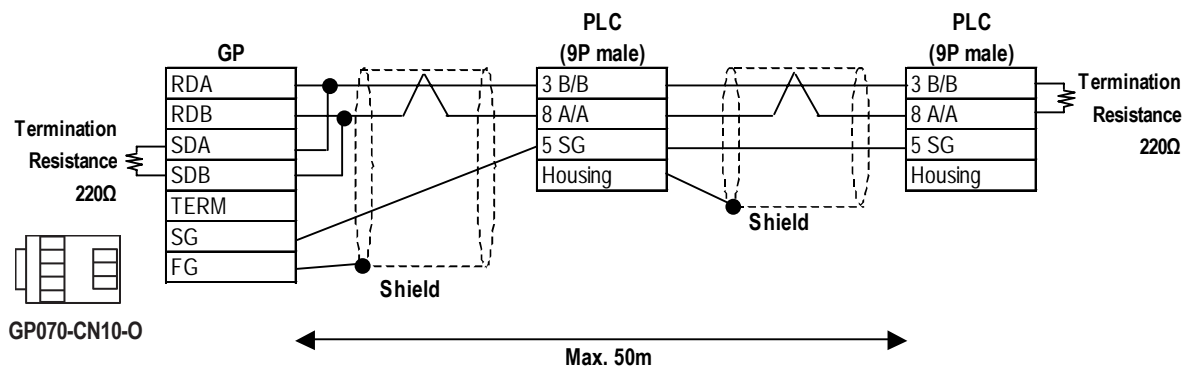 GP
RDA
RDB
SDA
SDB
TERM
SG
FG
Termination
Resistance
220Ω
GP070-CN10-O
Shield
PLC
(9P male)
3 B/B
8 A/A
5 SG
Housing
Shield
PLC
(9P male)
3 B/B
8 A/A
5 SG
Housing
Termination
Resistance
220Ω
Max. 50m